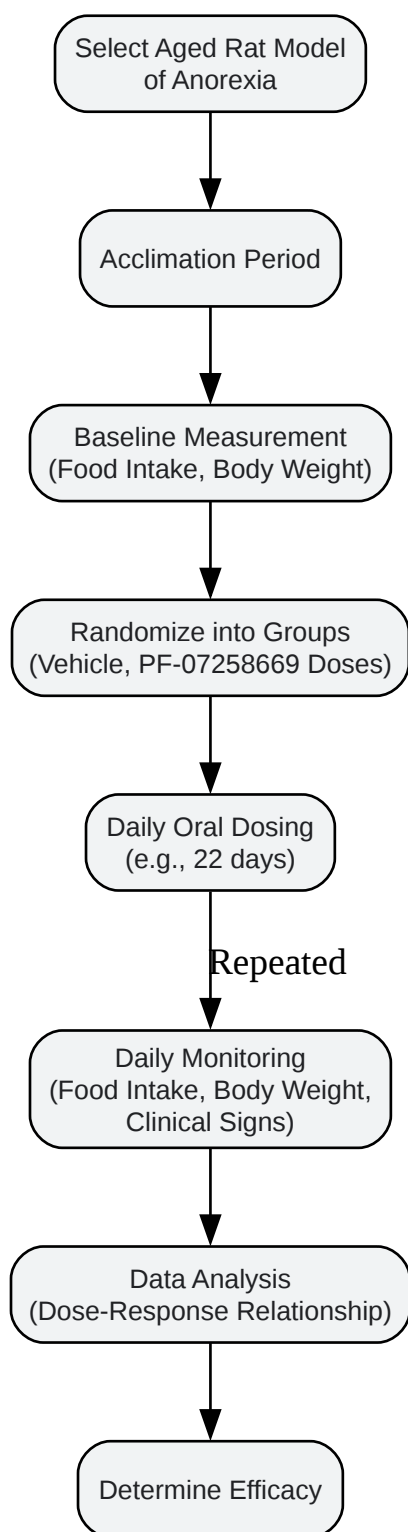 Select Aged Rat Model
of Anorexia
Acclimation Period
Baseline Measurement
(Food Intake, Body Weight)
Randomize into Groups
(Vehicle, PF-07258669 Doses)
Daily Oral Dosing
(e.g., 22 days)
Repeated
Daily Monitoring
(Food Intake, Body Weight,
Clinical Signs)
Data Analysis
(Dose-Response Relationship)
Determine Efficacy